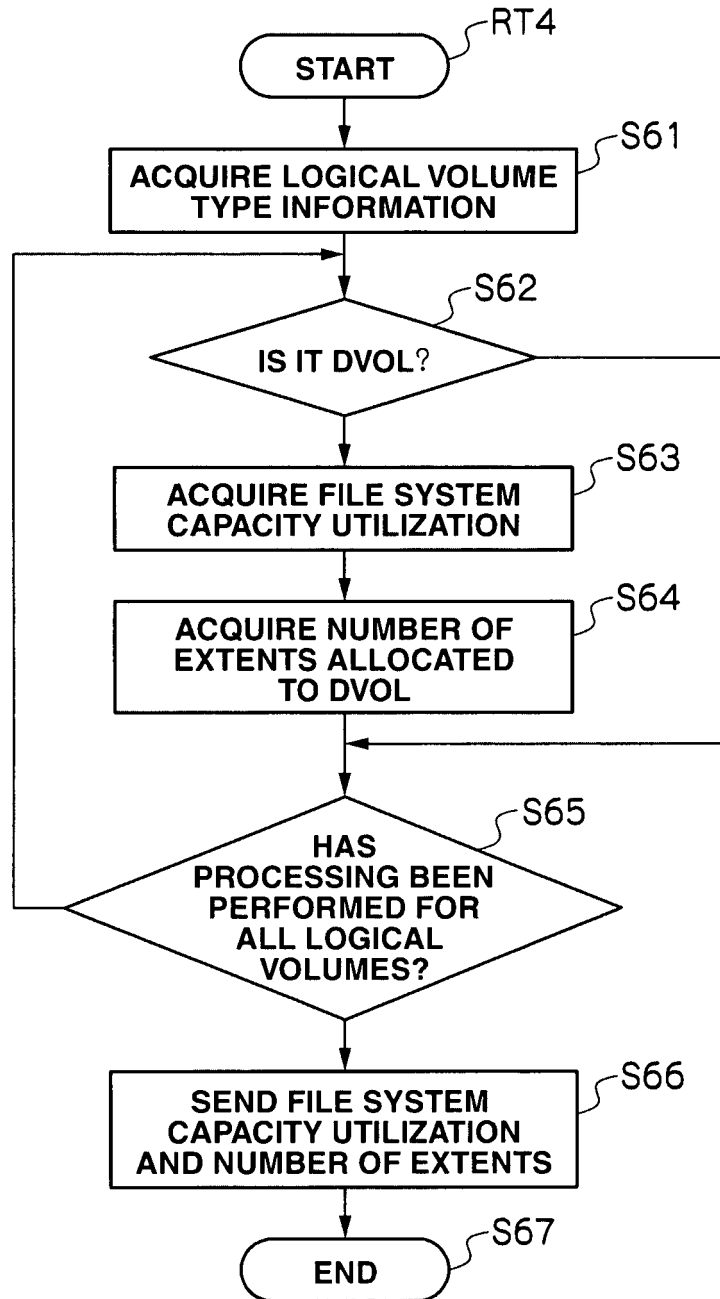 RT4
START
S61
ACQUIRE LOGICAL VOLUME
TYPE INFORMATION
S62
IS IT DVOL?
S63
ACQUIRE FILE SYSTEM
CAPACITY UTILIZATION
S64
ACQUIRE NUMBER OF
EXTENTS ALLOCATED
TO DVOL
S65
HAS
PROCESSING BEEN
PERFORMED FOR
ALL LOGICAL
VOLUMES?
S66
SEND FILE SYSTEM
CAPACITY UTILIZATION
AND NUMBER OF EXTENTS
S67
END